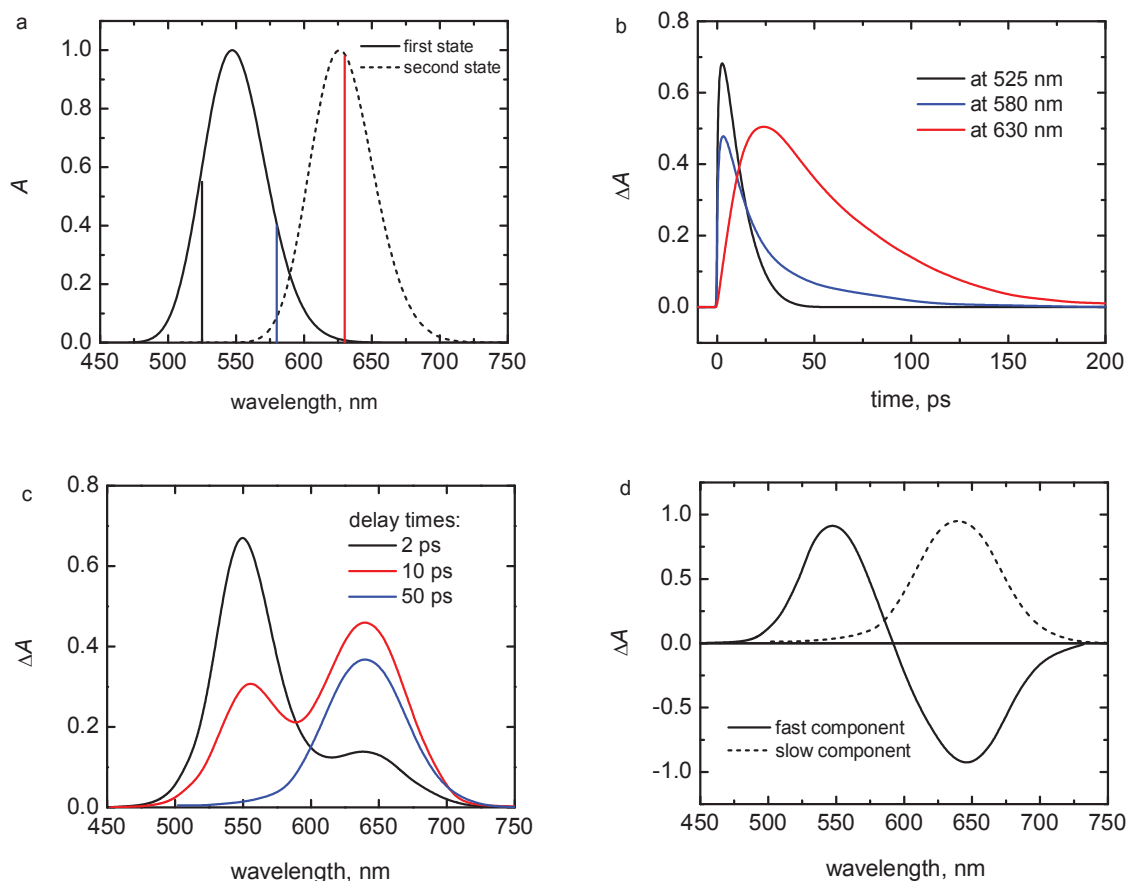 a
A
1.0
0.8
0.6
0.4
0.2
0.0
first state
second state
450 500 550 600 650 700 750
wavelength, nm
b
ΔA
0.8
0.6
0.4
0.2
0.0
at 525 nm
at 580 nm
at 630 nm
0 50 100 150 200
time, ps
c
ΔA
0.8
0.6
0.4
0.2
0.0
delay times:
2 ps
10 ps
50 ps
450 500 550 600 650 700 750
wavelength, nm
d
ΔA
1.0
0.5
0.0
-0.5
-1.0
fast component
slow component
450 500 550 600 650 700 750
wavelength, nm